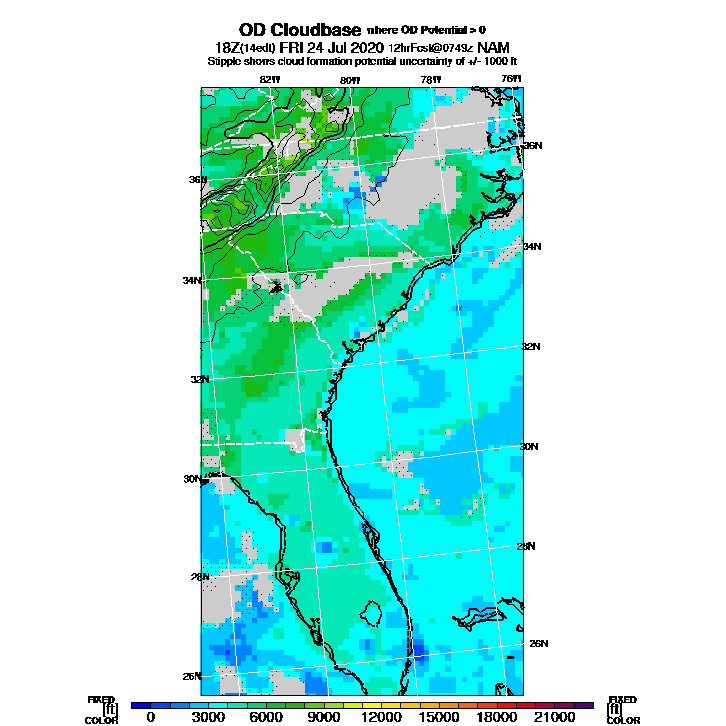 OD Cloudbase where OD Potential > 0
18Z(14edt) FRI 24 Jul 2020 12hrFcst@0749z NAM
Stipple shows cloud formation potential uncertainty of +/- 1000 ft
82W 80W 78W 76W
36N
36N
34N
34N
32N
32N
30N
30N
28N
28N
26N
26N
FIXED [ft] COLOR
0 3000 6000 9000 12000 15000 18000 21000
FIXED [ft] COLOR